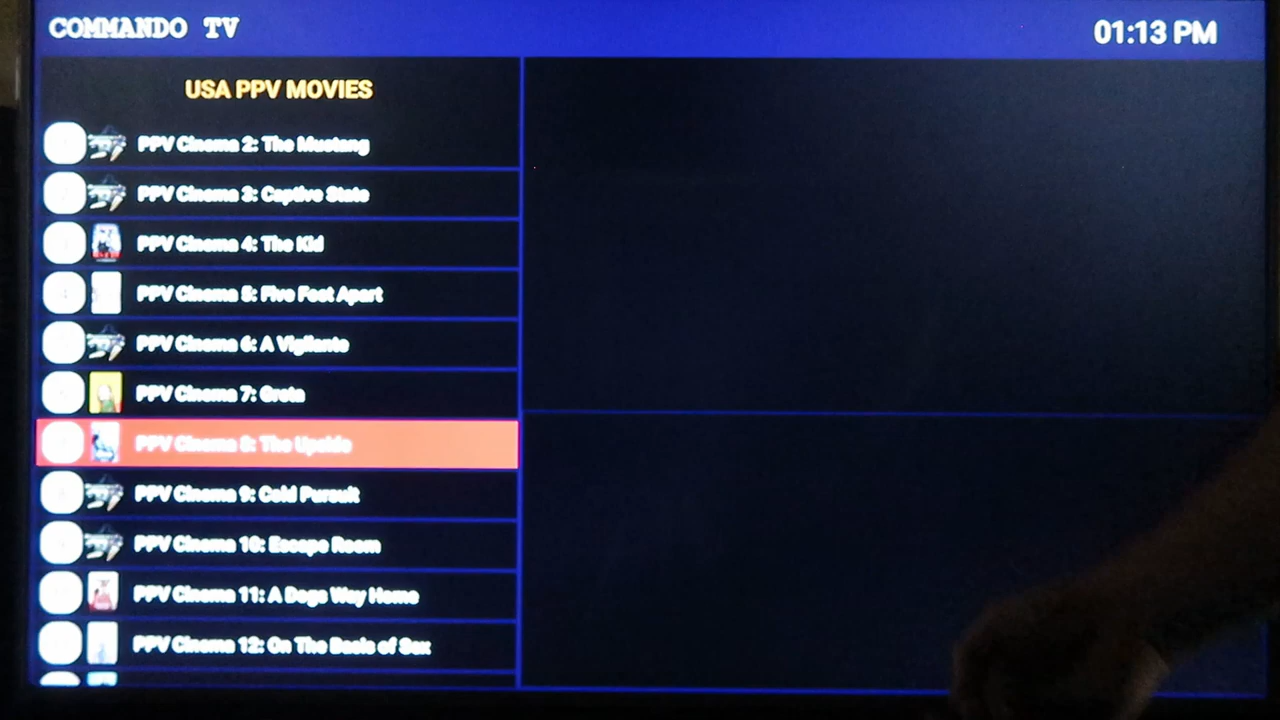 COMMANDO TV
01:13 PM
USA PPV MOVIES
PPV Cinema 2: The Mustang
PPV Cinema 3: Captive State
PPV Cinema 4: The Kid
PPV Cinema 5: Five Feet Apart
PPV Cinema 6: A Vigilante
PPV Cinema 7: Greta
PPV Cinema 8: The Upside
PPV Cinema 9: Cold Pursuit
PPV Cinema 10: Escape Room
PPV Cinema 11: A Dogs Way Home
PPV Cinema 12: On The Basis of Sex